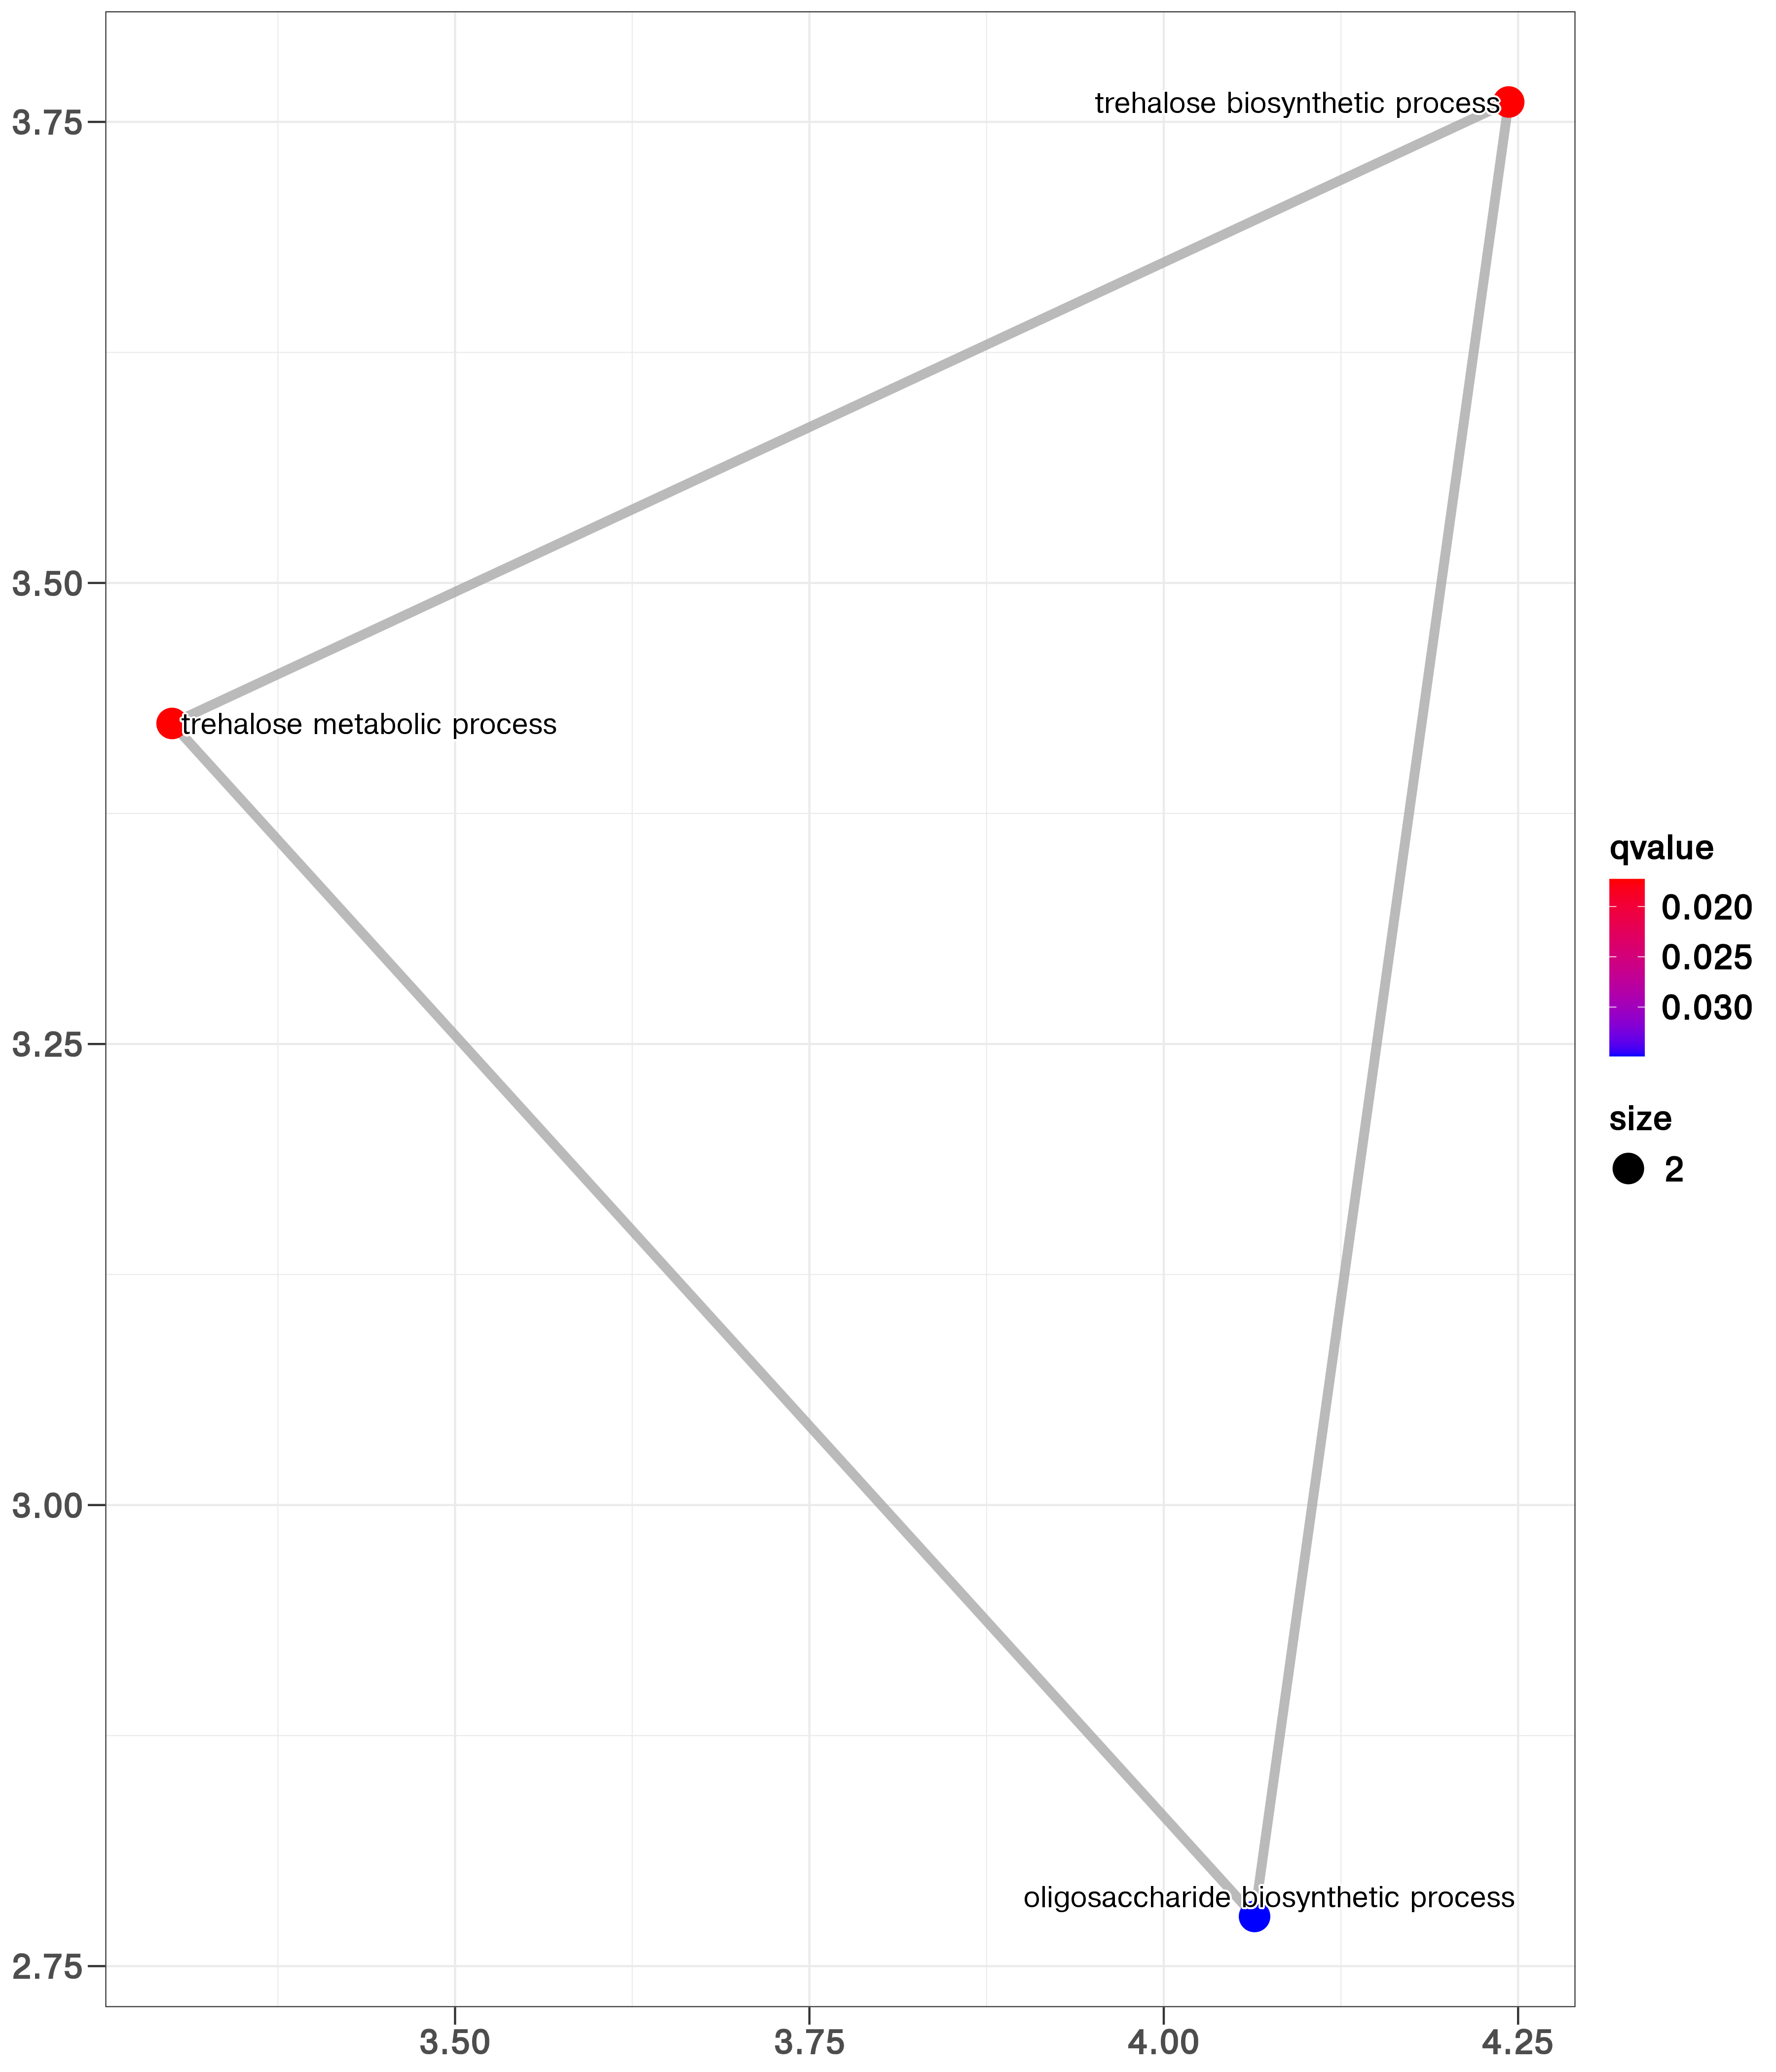 trehalose biosynthetic process
3.75
3.50
trehalose metabolic process
3.25
3.00
oligosaccharide biosynthetic process
2.75
3.50 3.75 4.00 4.25
qvalue
0.020
0.025
0.030
size
2